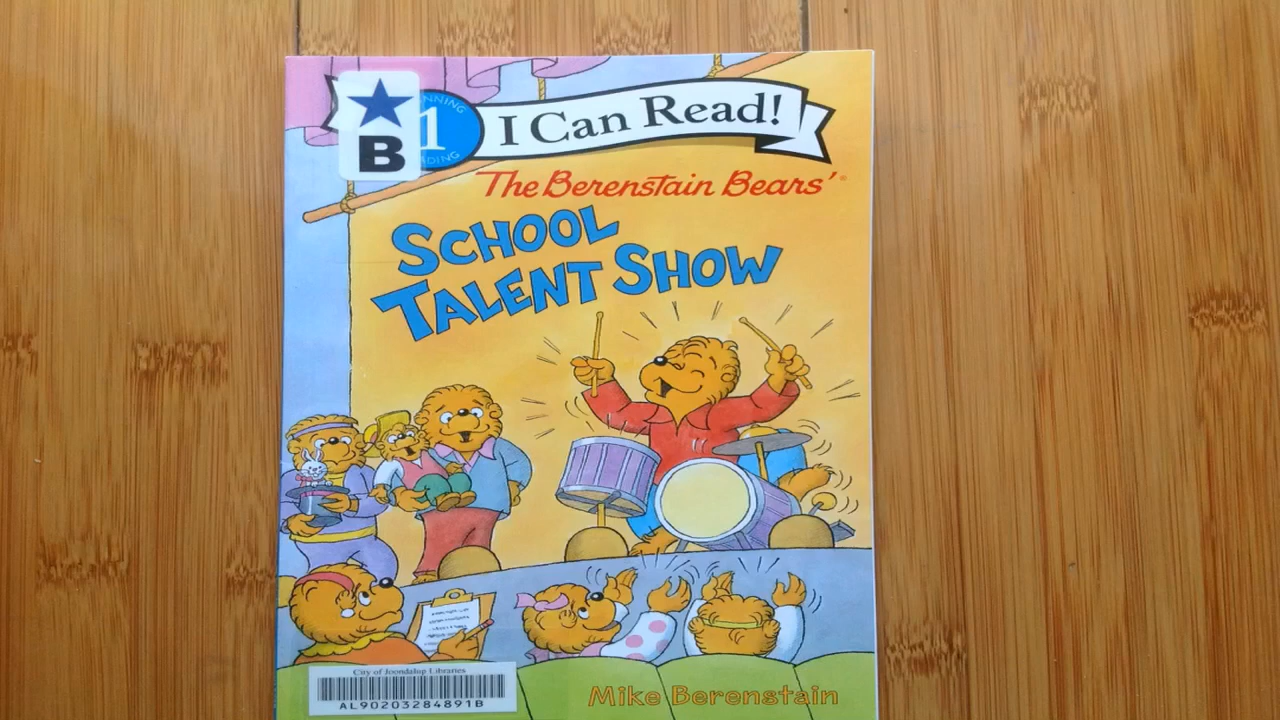 B
1
I Can Read!
The Berenstain Bears'®
SCHOOL
TALENT SHOW
City of Joondalup Libraries
AL90203284891B
Mike Berenstain